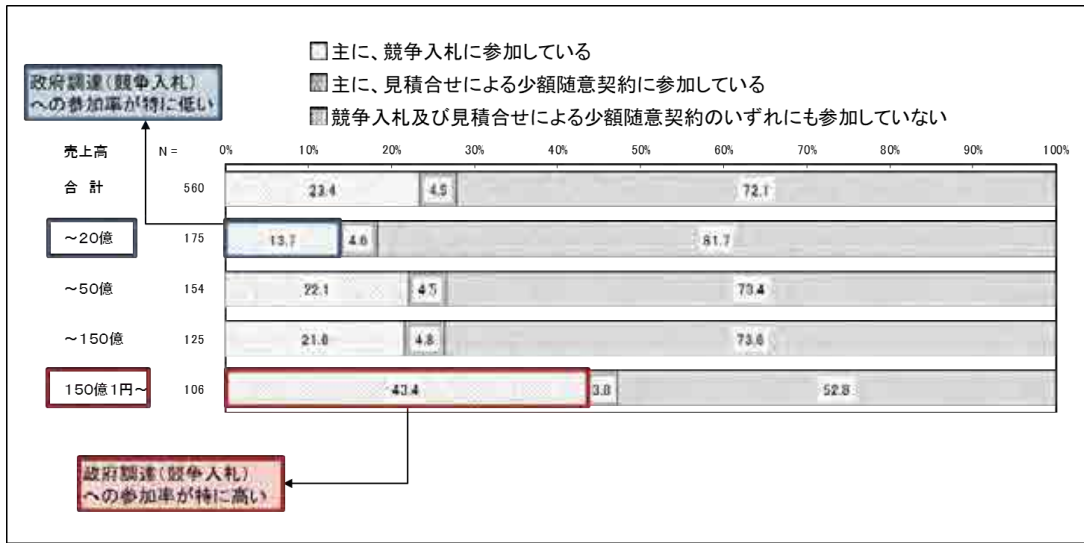 □主に、競争入札に参加している
政府調達(競争入札)
への参加率が特に低い
■主に、見積合せによる少額随意契約に参加している
■競争入札及び見積合せによる少額随意契約のいずれにも参加していない
売上高 N = 0% 10% 20% 30% 40% 50% 60% 70% 80% 90% 100%
合 計 560 23.4 4.5 72.1
~20億 175 13.7 4.6 81.7
~50億 154 22.1 4.5 73.4
~150億 125 21.6 4.8 73.6
150億1円~ 106 43.4 3.8 52.8
政府調達(競争入札)
への参加率が特に高い